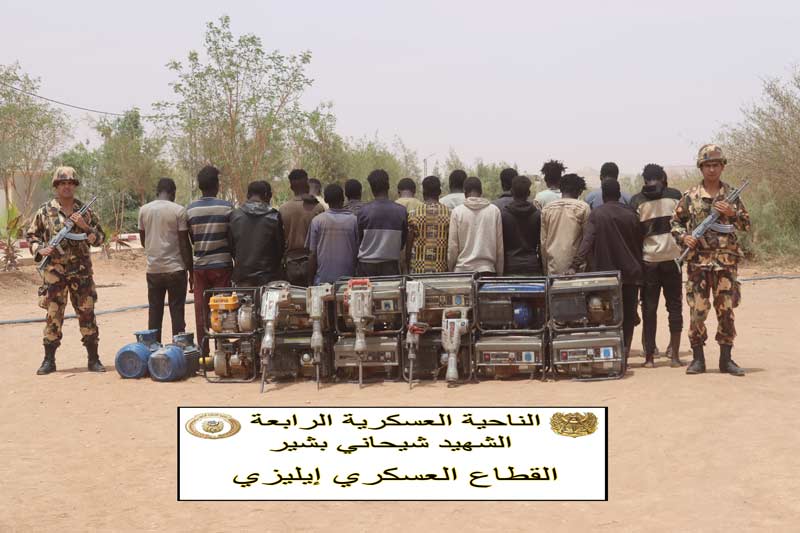 الناحية العسكرية الرابعة
الشهيد شيحاني بشير
القطاع العسكري إيليزي